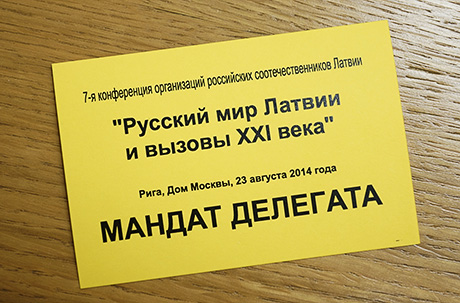 7-я конференция организаций российских соотечественников Латвии
"Русский мир Латвии
и вызовы XXI века"
Рига, Дом Москвы, 23 августа 2014 года
МАНДАТ ДЕЛЕГАТА